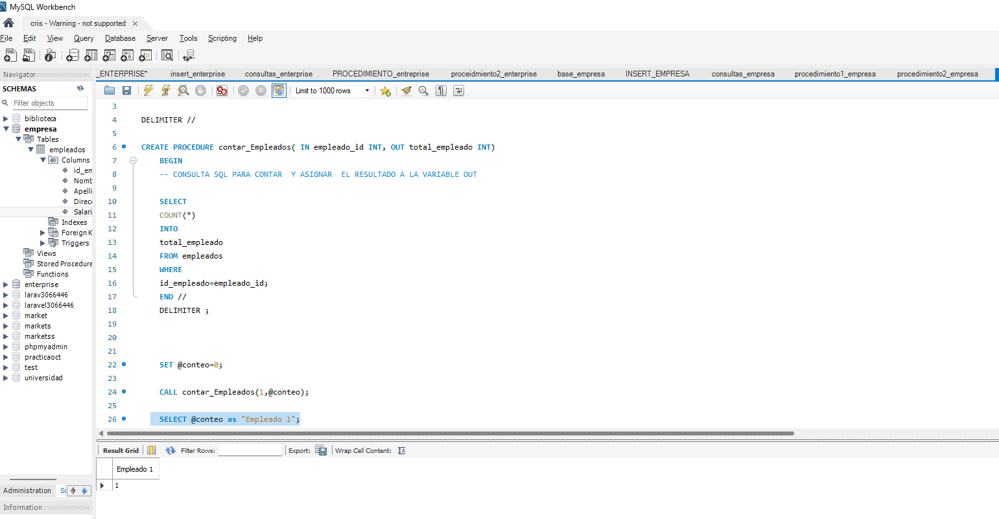 MySQL Workbench
cris - Warning - not supported
File Edit View Query Database Server Tools Scripting Help
Navigator
SCHEMAS
Filter objects
biblioteca
empresa
Tables
empleados
Columns
id_em
Nomb
Apelli
Direc
Salari
Indexes
Foreign K
Triggers
Views
Stored Procedure
Functions
enterprise
larav3066446
laravel3066446
market
markets
marketss
phpmyadmin
practicaoct
test
universidad
Administration Sc
Information
_ENTERPRISE* insert_enterprise consultas_enterprise PROCEDIMIENTO_entreprise proceidmiento2_enterprise base_empresa INSERT_EMPRESA consultas_empresa procedimiento1_empresa procedimiento2_empresa
Limit to 1000 rows
3
4 DELIMITER //
5
6 CREATE PROCEDURE contar_Empleados( IN empleado_id INT, OUT total_empleado INT)
7 BEGIN
8 -- CONSULTA SQL PARA CONTAR  Y ASIGNAR  EL RESULTADO A LA VARIABLE OUT
9
10 SELECT
11 COUNT(*)
12 INTO
13 total_empleado
14 FROM empleados
15 WHERE
16 id_empleado=empleado_id;
17 END //
18 DELIMITER ;
19
20
21
22 SET @conteo=0;
23
24 CALL contar_Empleados(1,@conteo);
25
26 SELECT @conteo as "Empleado 1";
Result Grid Filter Rows: Export: Wrap Cell Content:
Empleado 1
1